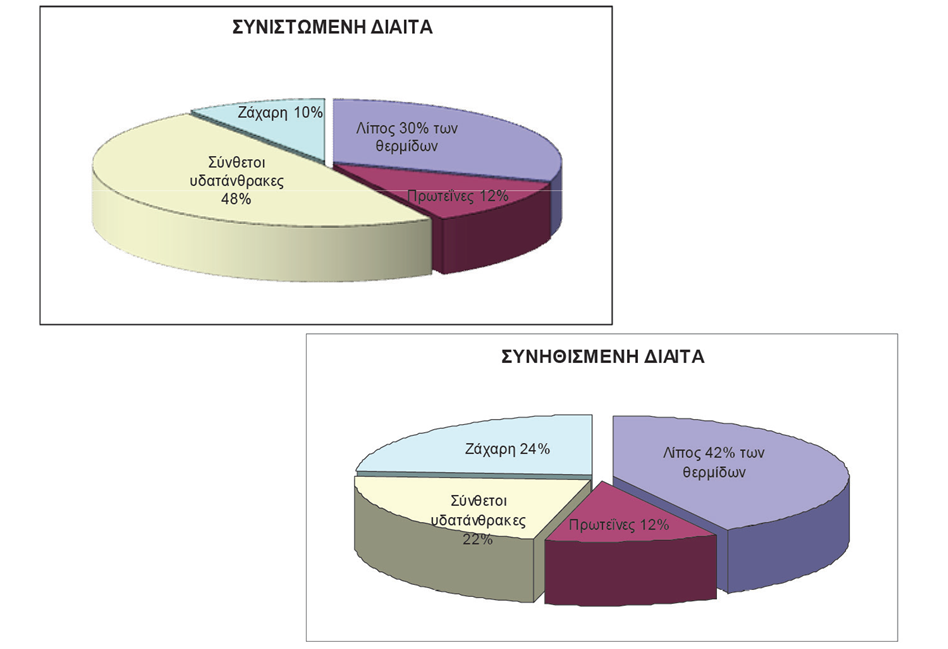 ΣΥΝΙΣΤΩΜΕΝΗ ΔΙΑΙΤΑ
Ζάχαρη 10%
Λίπος 30% των
θερμίδων
Σύνθετοι
υδατάνθρακες
48%
Πρωτεΐνες 12%
ΣΥΝΗΘΙΣΜΕΝΗ ΔΙΑΙΤΑ
Ζάχαρη 24%
Λίπος 42% των
θερμίδων
Σύνθετοι
υδατάνθρακες
22%
Πρωτεΐνες 12%